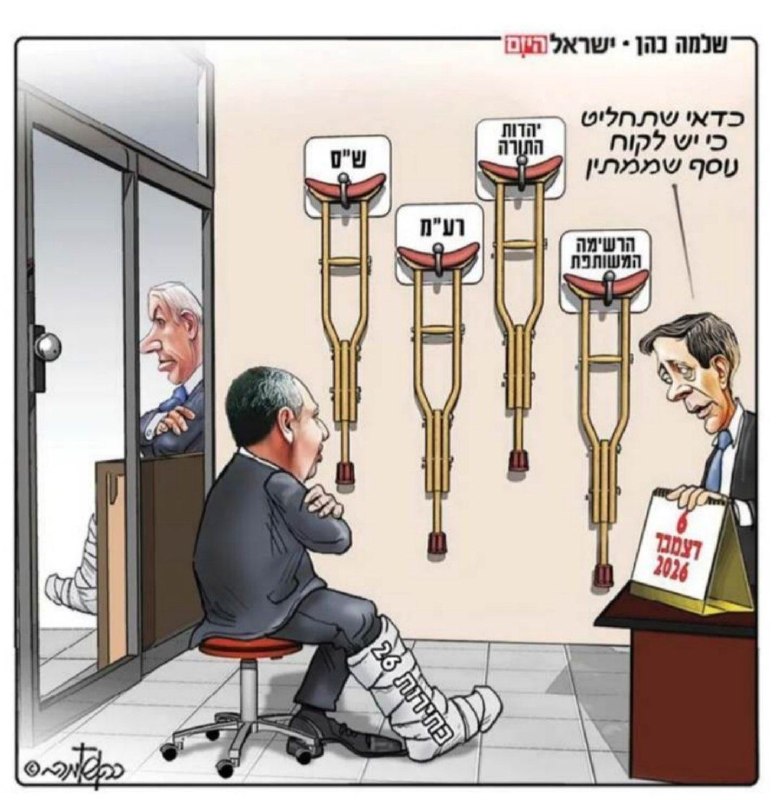 שלמה כהן • ישראל היום
כדאי שתחליט
כי יש לקוח
נוסף שממתין
יהדות
התורה
ש"ס
רע"מ
הרשימה
המשותפת
6
דצמבר
2026
בחירות 26